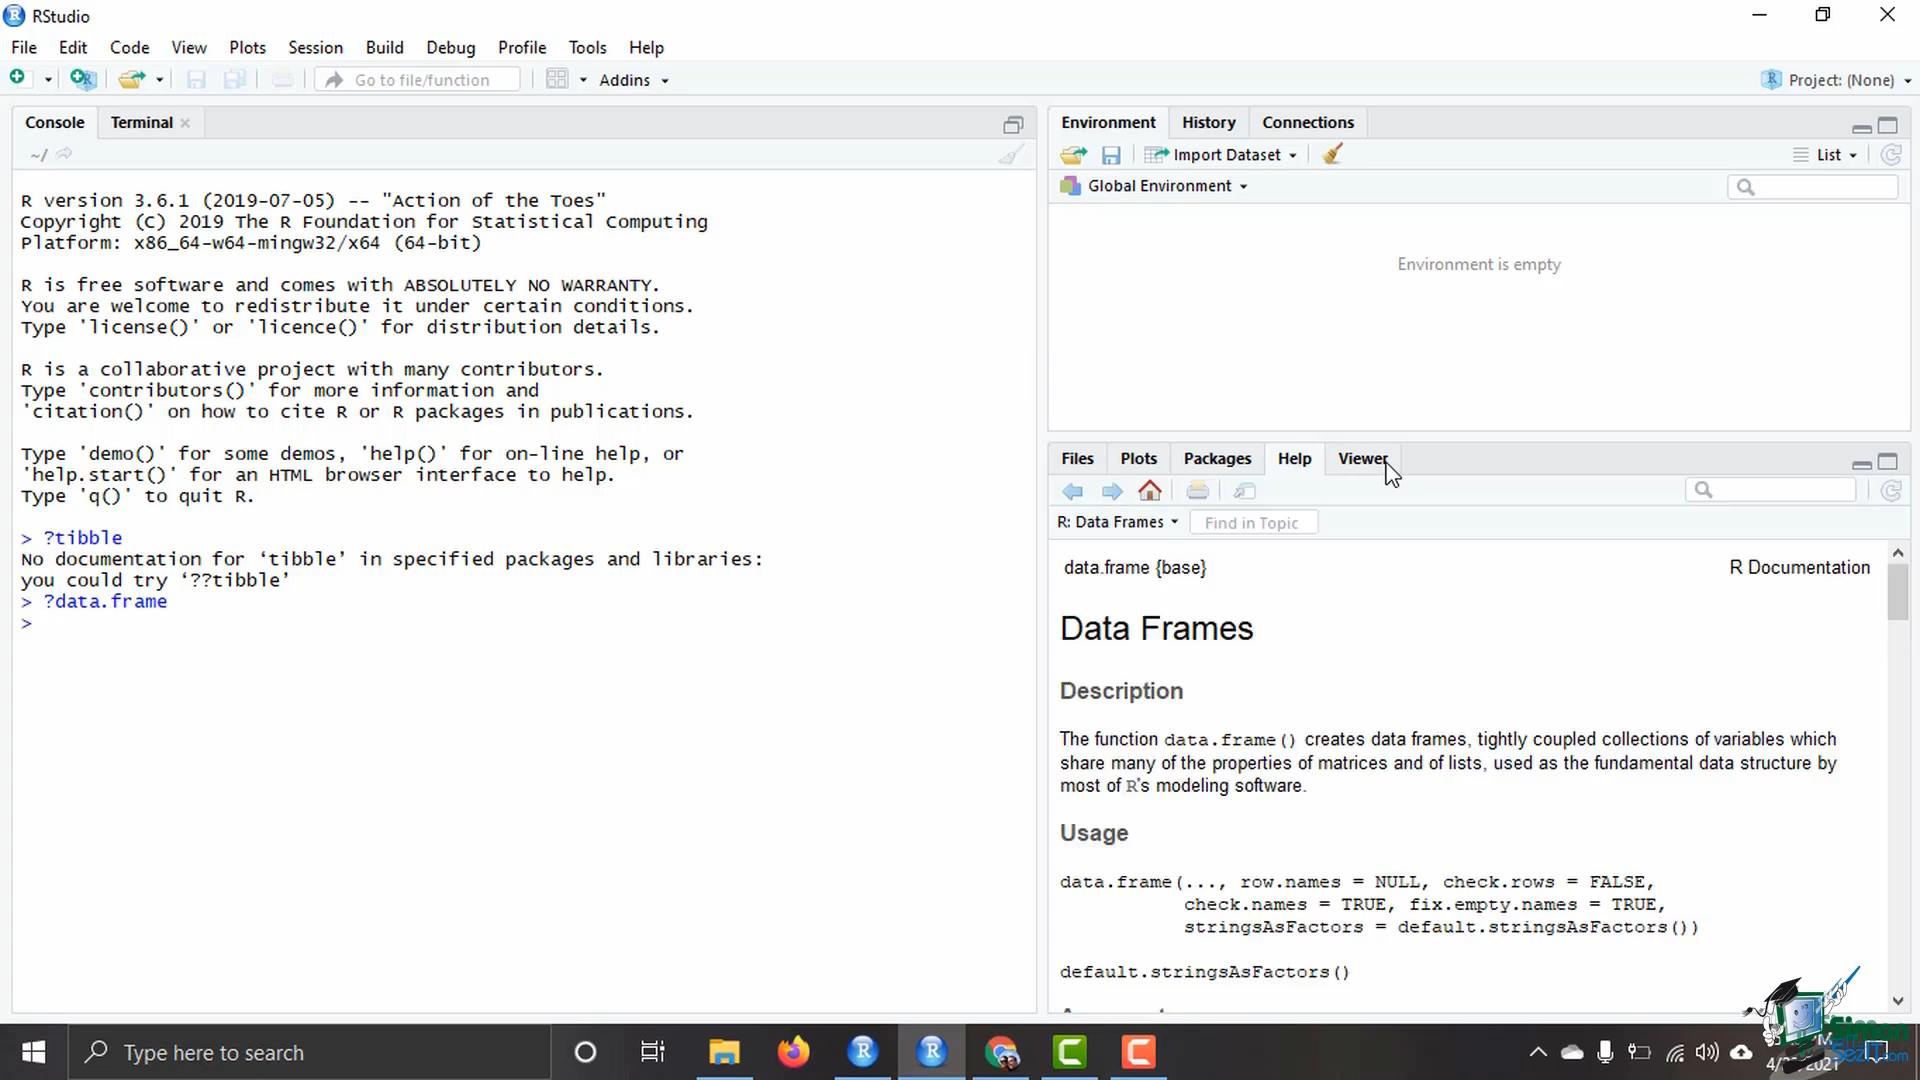 RStudio
File Edit Code View Plots Session Build Debug Profile Tools Help
Go to file/function Addins Project: (None)
Console Terminal
~/
R version 3.6.1 (2019-07-05) -- "Action of the Toes"
Copyright (C) 2019 The R Foundation for Statistical Computing
Platform: x86_64-w64-mingw32/x64 (64-bit)
R is free software and comes with ABSOLUTELY NO WARRANTY.
You are welcome to redistribute it under certain conditions.
Type 'license()' or 'licence()' for distribution details.
R is a collaborative project with many contributors.
Type 'contributors()' for more information and
'citation()' on how to cite R or R packages in publications.
Type 'demo()' for some demos, 'help()' for on-line help, or
'help.start()' for an HTML browser interface to help.
Type 'q()' to quit R.
> ?tibble
No documentation for ‘tibble’ in specified packages and libraries:
you could try ‘??tibble’
> ?data.frame
>
Environment History Connections
Import Dataset List
Global Environment
Environment is empty
Files Plots Packages Help Viewer
R: Data Frames Find in Topic
data.frame {base} R Documentation
Data Frames
Description
The function data.frame() creates data frames, tightly coupled collections of variables which
share many of the properties of matrices and of lists, used as the fundamental data structure by
most of R's modeling software.
Usage
data.frame(..., row.names = NULL, check.rows = FALSE,
check.names = TRUE, fix.empty.names = TRUE,
stringsAsFactors = default.stringsAsFactors())
default.stringsAsFactors()
Type here to search
Simon
SezIT.com